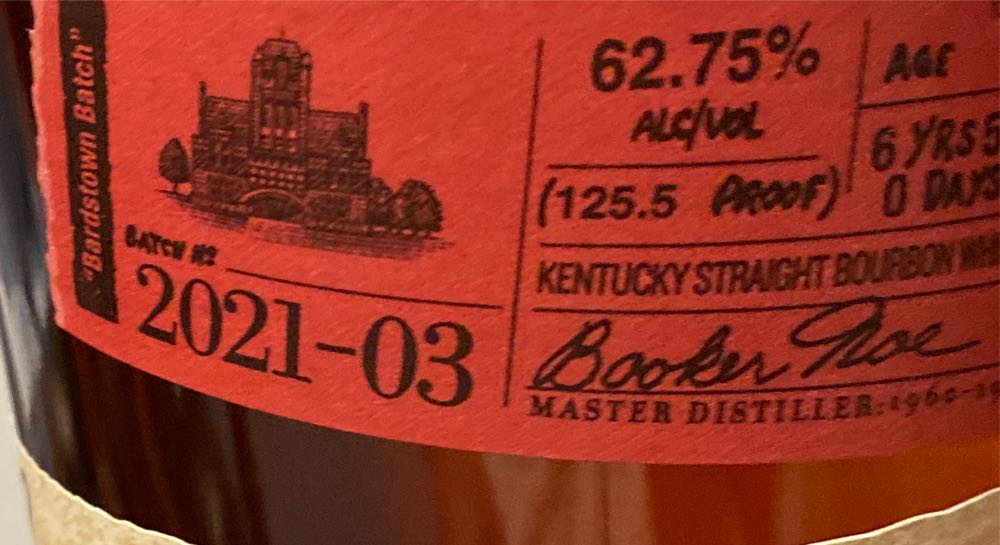 "Bardstown Batch"
BATCH Nº
2021-03
62.75%
ALC/VOL
(125.5 PROOF)
AGE
6 YRS 5
0 DAYS
KENTUCKY STRAIGHT BOURBON
Booker Noe
MASTER DISTILLER: 1960-